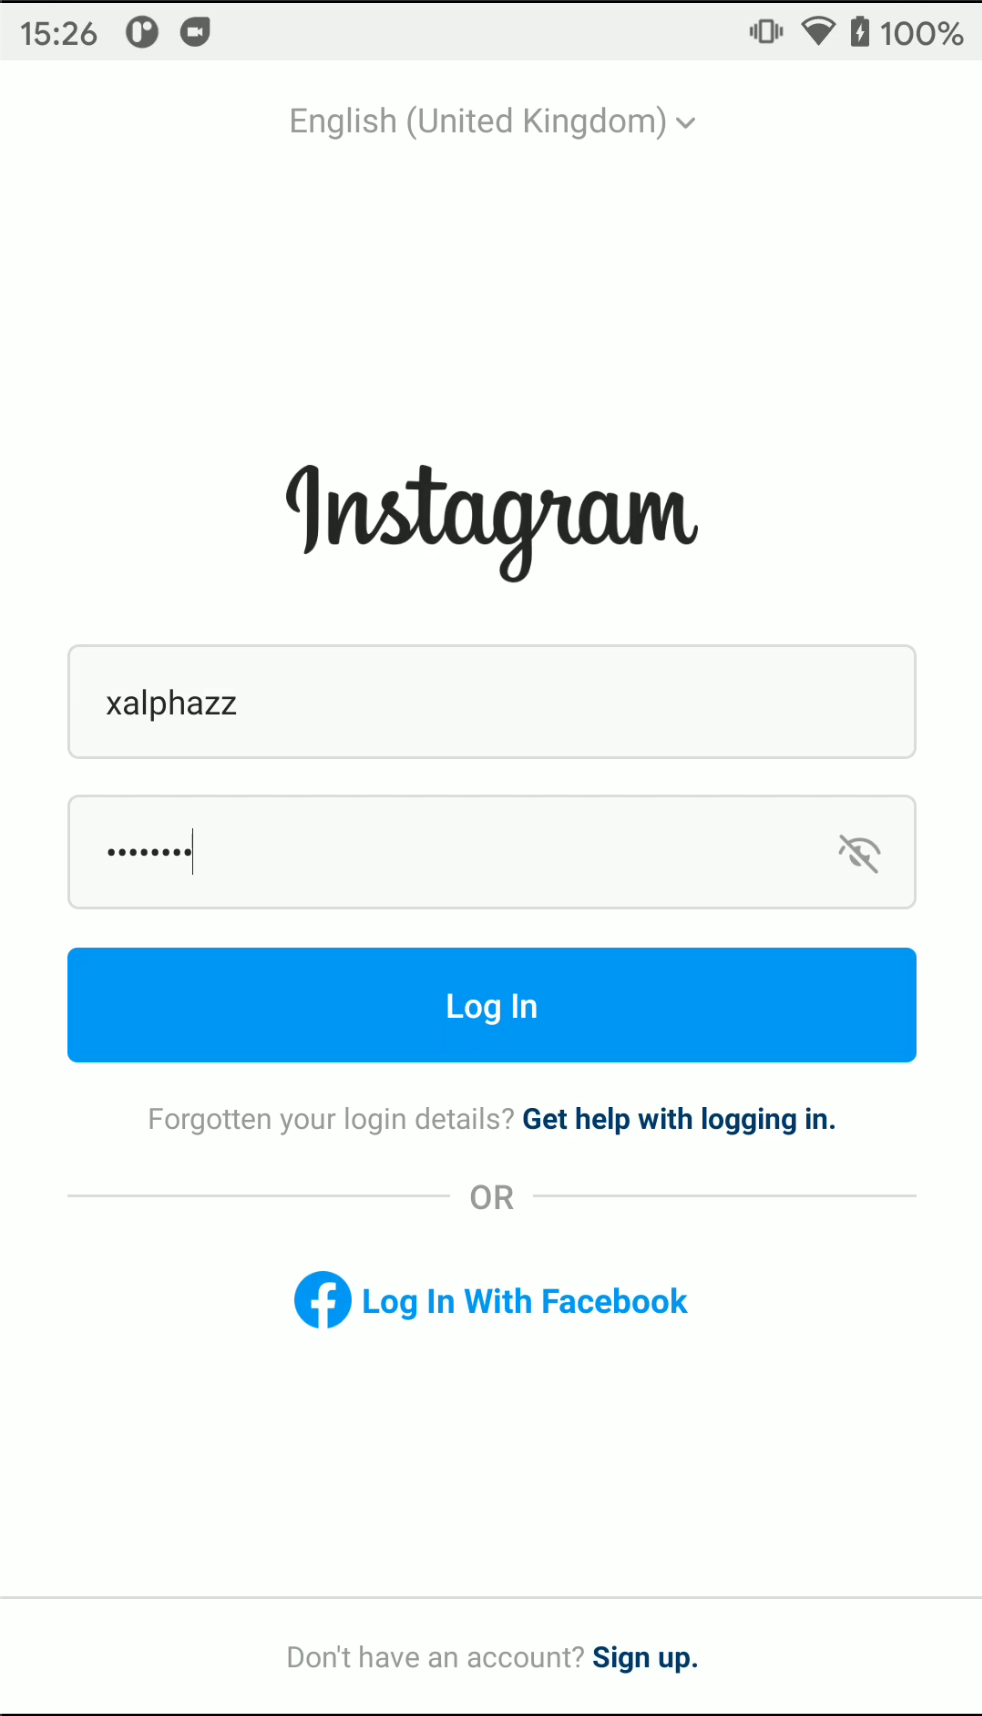 15:26 100%
English (United Kingdom)
Instagram
xalphazz
••••••••
Log In
Forgotten your login details? Get help with logging in.
OR
Log In With Facebook
Don't have an account? Sign up.